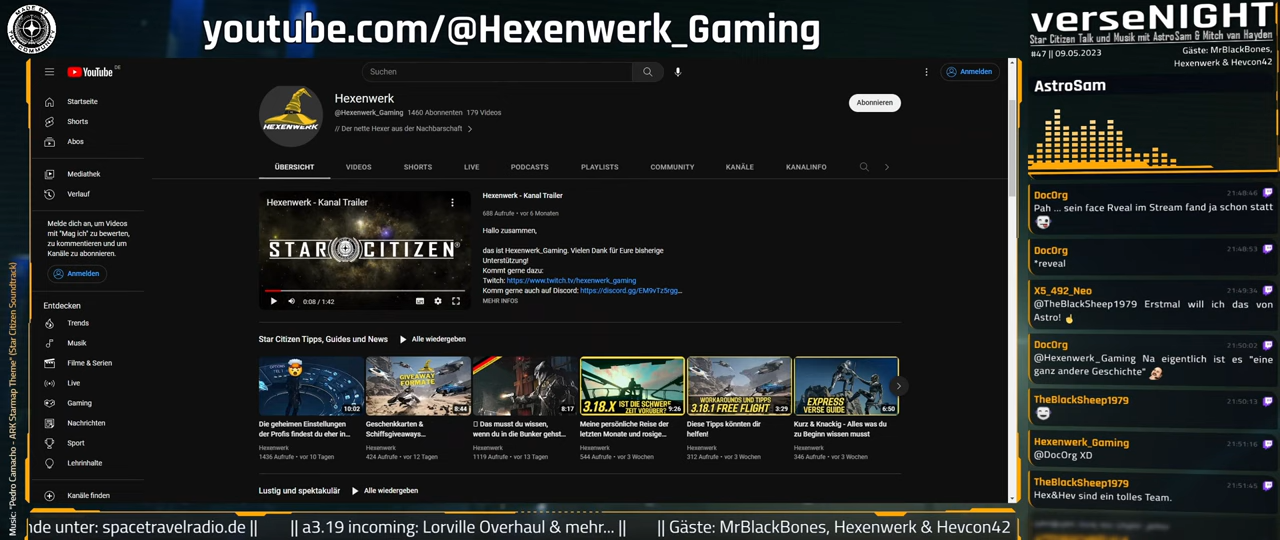 MADE BY
THE COMMUNITY
youtube.com/@Hexenwerk_Gaming
verseNIGHT
Star Citizen Talk und Musik mit AstroSam & Mitch van Hayden
#47 || 09.05.2023
Gäste: MrBlackBones,
Hexenwerk & Hevcon42
YouTube DE
Suchen
Anmelden
Startseite
Shorts
Abos
Mediathek
Verlauf
Melde dich an, um Videos
mit "Mag ich" zu bewerten,
zu kommentieren und um
Kanäle zu abonnieren.
Anmelden
Entdecken
Trends
Musik
Filme & Serien
Live
Gaming
Nachrichten
Sport
Lehrinhalte
Kanäle finden
HEXENWERK
Hexenwerk
@Hexenwerk_Gaming 1460 Abonnenten 179 Videos
// Der nette Hexer aus der Nachbarschaft
Abonnieren
ÜBERSICHT VIDEOS SHORTS LIVE PODCASTS PLAYLISTS COMMUNITY KANÄLE KANALINFO
Hexenwerk - Kanal Trailer
STAR CITIZEN
0:08 / 1:42
Hexenwerk - Kanal Trailer
688 Aufrufe • vor 6 Monaten
Hallo zusammen,
das ist Hexenwerk_Gaming. Vielen Dank für Eure bisherige
Unterstützung!
Kommt gerne dazu:
Twitch: https://www.twitch.tv/hexenwerk_gaming
Komm gerne auch auf Discord: https://discord.gg/EM9vTz5rgg...
MEHR INFOS
Star Citizen Tipps, Guides und News
Alle wiedergeben
10:02
GIVEAWAY
FORMATE
8:44
8:17
3.18.X IST DIE SCHWERE
ZEIT VORÜBER?
9:26
WORKAROUNDS UND TIPPS
3.18.1 FREE FLIGHT
3:29
EXPRESS
VERSE GUIDE
6:50
Die geheimen Einstellungen
der Profis findest du eher in...
Hexenwerk
1436 Aufrufe • vor 10 Tagen
Geschenkkarten &
Schiffsgiveaways...
Hexenwerk
424 Aufrufe • vor 12 Tagen
Das musst du wissen,
wenn du in die Bunker gehst...
Hexenwerk
1119 Aufrufe • vor 13 Tagen
Meine persönliche Reise der
letzten Monate und rosige...
Hexenwerk
544 Aufrufe • vor 3 Wochen
Diese Tipps könnten dir
helfen!
Hexenwerk
312 Aufrufe • vor 3 Wochen
Kurz & Knackig - Alles was du
zu Beginn wissen musst
Hexenwerk
346 Aufrufe • vor 3 Wochen
Lustig und spektakulär
Alle wiedergeben
AstroSam
DocOrg 21:48:46
Pah ... sein face Rveal im Stream fand ja schon statt
DocOrg 21:48:53
*reveal
X5_492_Neo 21:49:34
@TheBlackSheep1979 Erstmal will ich das von
Astro!
DocOrg 21:50:02
@Hexenwerk_Gaming Na eigentlich ist es "eine
ganz andere Geschichte"
TheBlackSheep1979 21:50:13
Hexenwerk_Gaming 21:51:16
@DocOrg XD
TheBlackSheep1979 21:51:45
Hex&Hev sind ein tolles Team.
Music: "Pedro Camacho - ARK Starmap Theme" (Star Citizen Soundtrack)
nde unter: spacetravelradio.de || || a3.19 incoming: Lorville Overhaul & mehr... || || Gäste: MrBlackBones, Hexenwerk & Hevcon42